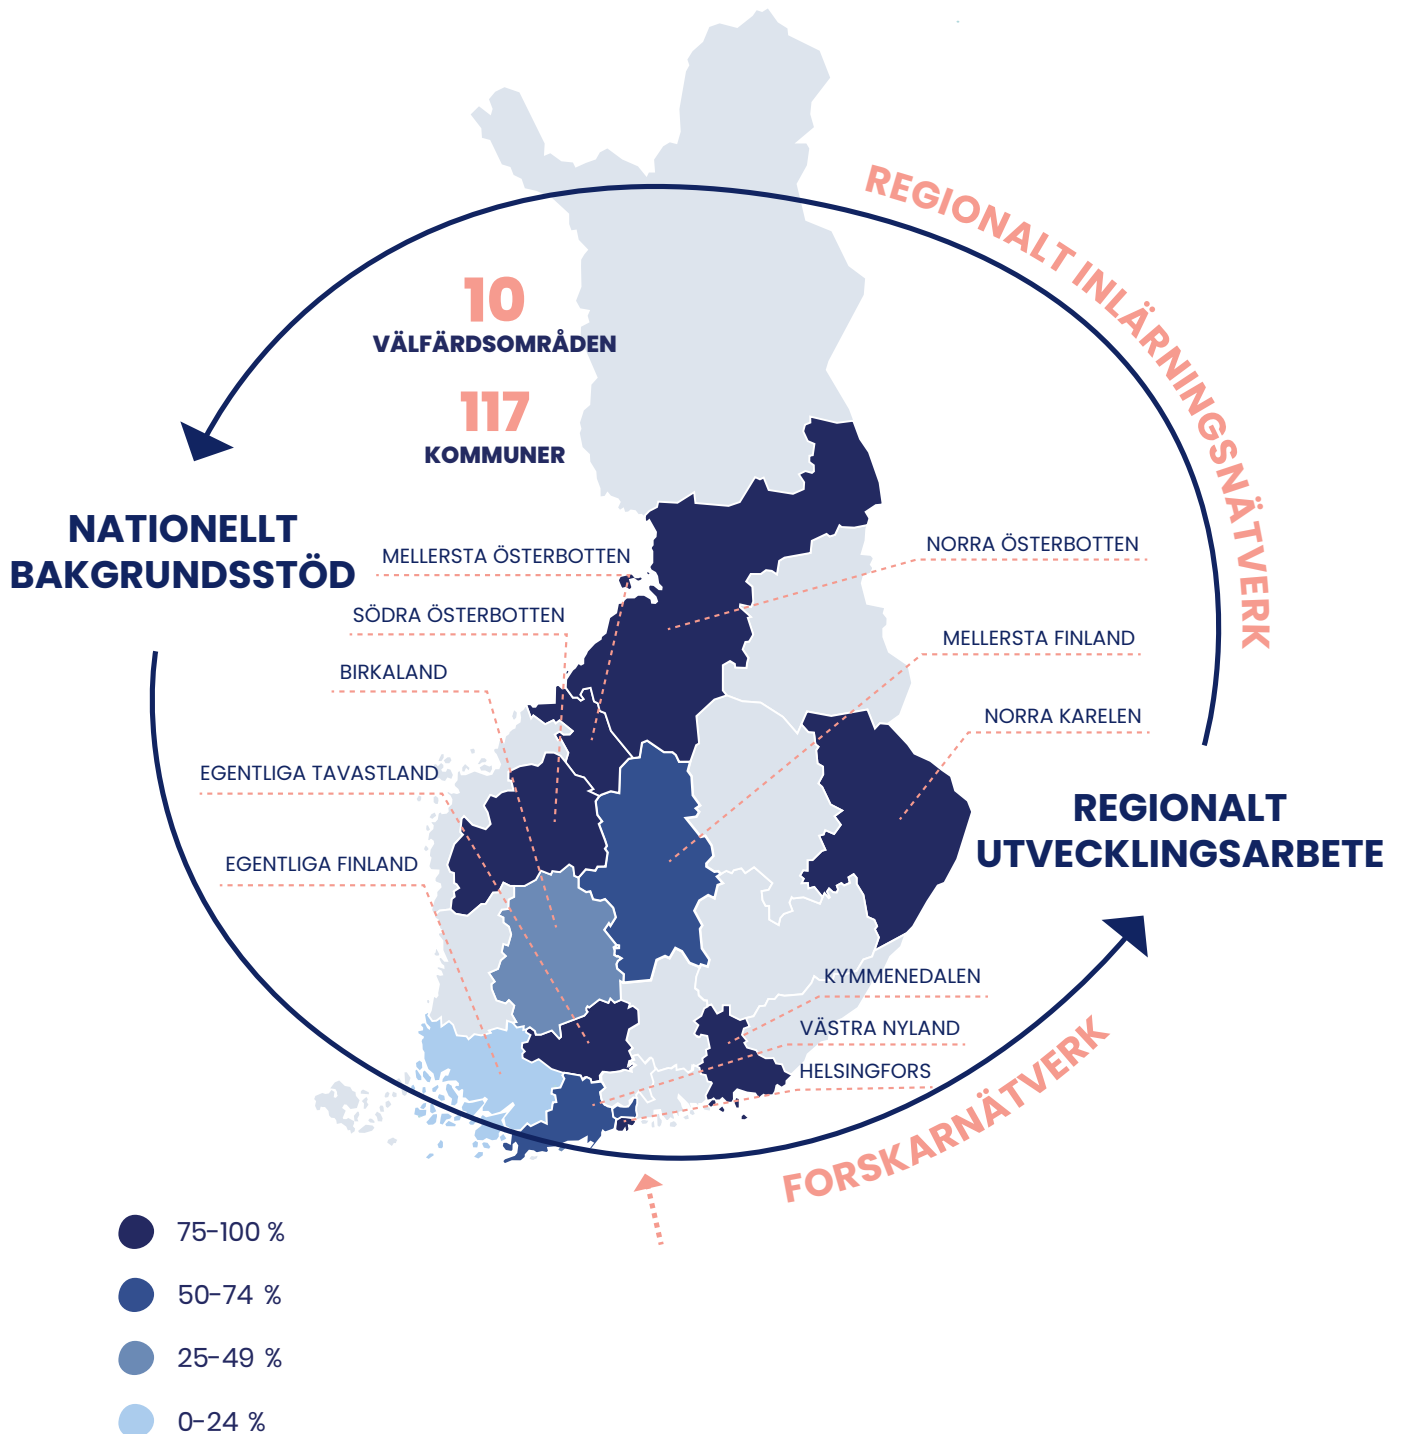 REGIONALT INLÄRNINGSNÄTVERK
10
VÄLFÄRDSOMRÅDEN
117
KOMMUNER
NATIONELLT
BAKGRUNDSSTÖD
MELLERSTA ÖSTERBOTTEN
SÖDRA ÖSTERBOTTEN
BIRKALAND
EGENTLIGA TAVASTLAND
EGENTLIGA FINLAND
NORRA ÖSTERBOTTEN
MELLERSTA FINLAND
NORRA KARELEN
REGIONALT
UTVECKLINGSARBETE
KYMMENEDALEN
VÄSTRA NYLAND
HELSINGFORS
FORSKARNÄTVERK
75-100 %
50-74 %
25-49 %
0-24 %